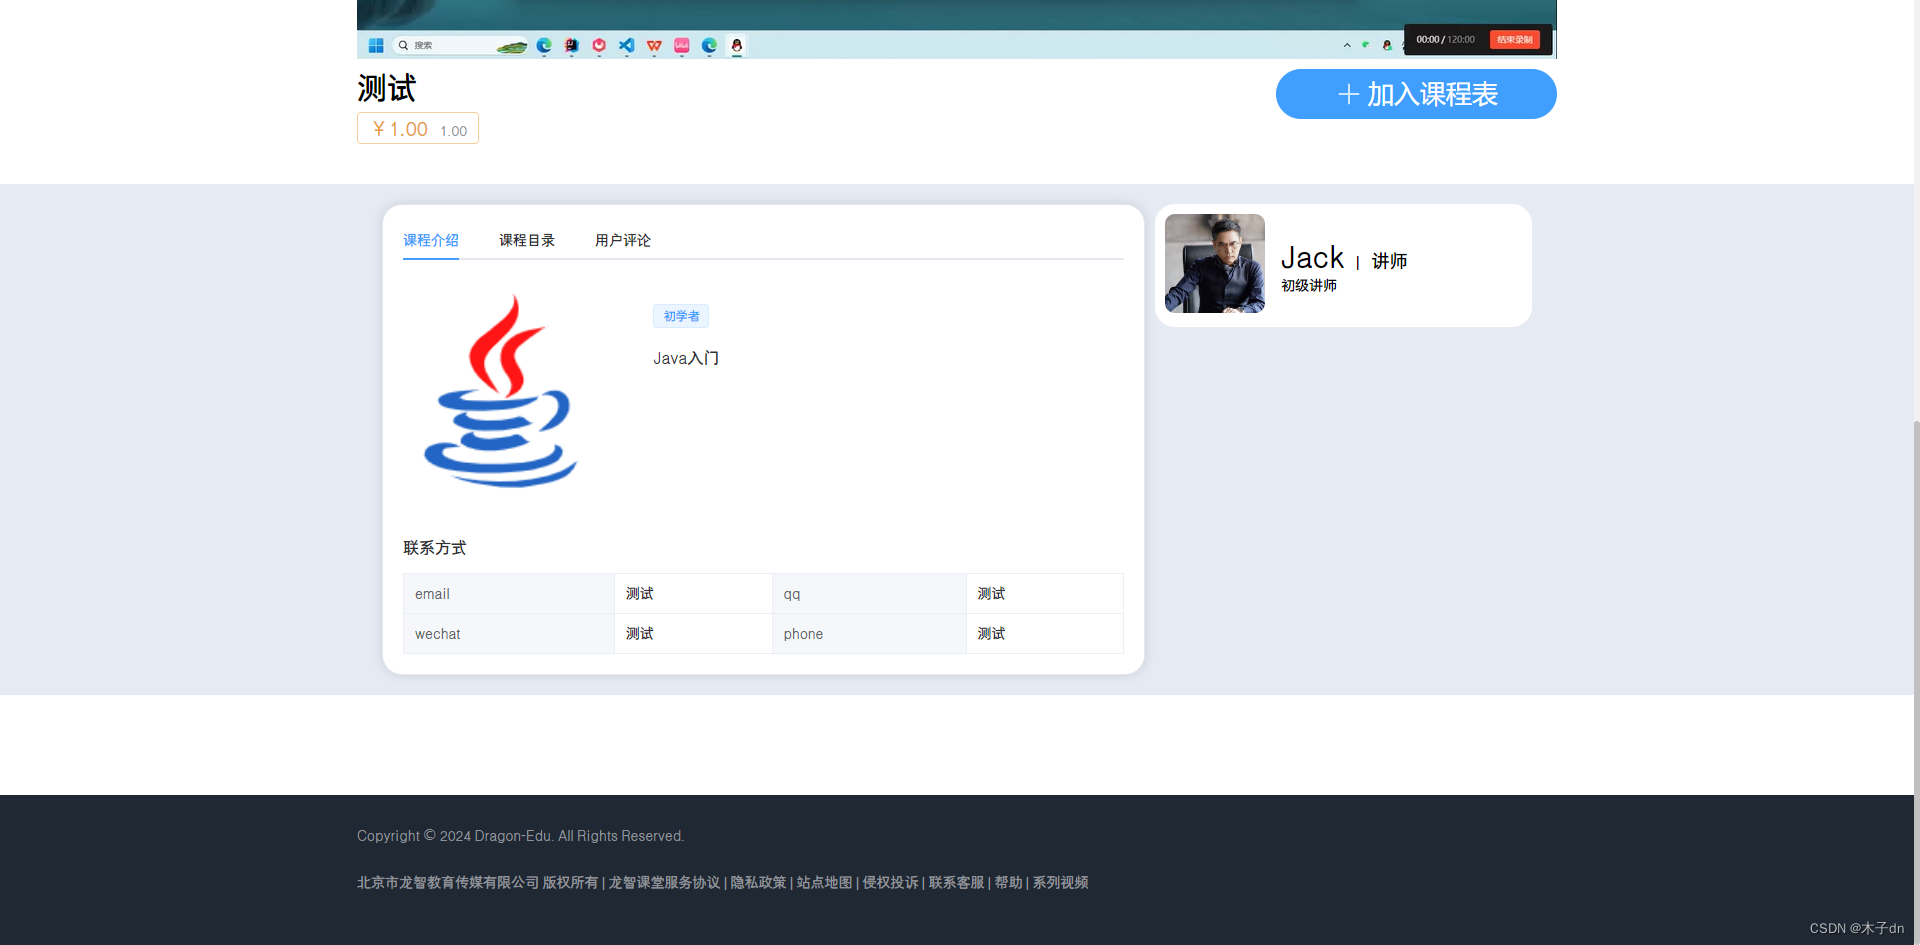 搜索
00:00 / 120:00 结束录制
测试
+ 加入课程表
￥1.00 1.00
课程介绍 课程目录 用户评论
初学者
Java入门
Jack | 讲师
初级讲师
联系方式
email 测试 qq 测试
wechat 测试 phone 测试
Copyright © 2024 Dragon-Edu. All Rights Reserved.
北京市龙智教育传媒有限公司 版权所有 | 龙智课堂服务协议 | 隐私政策 | 站点地图 | 侵权投诉 | 联系客服 | 帮助 | 系列视频
CSDN @木子dn